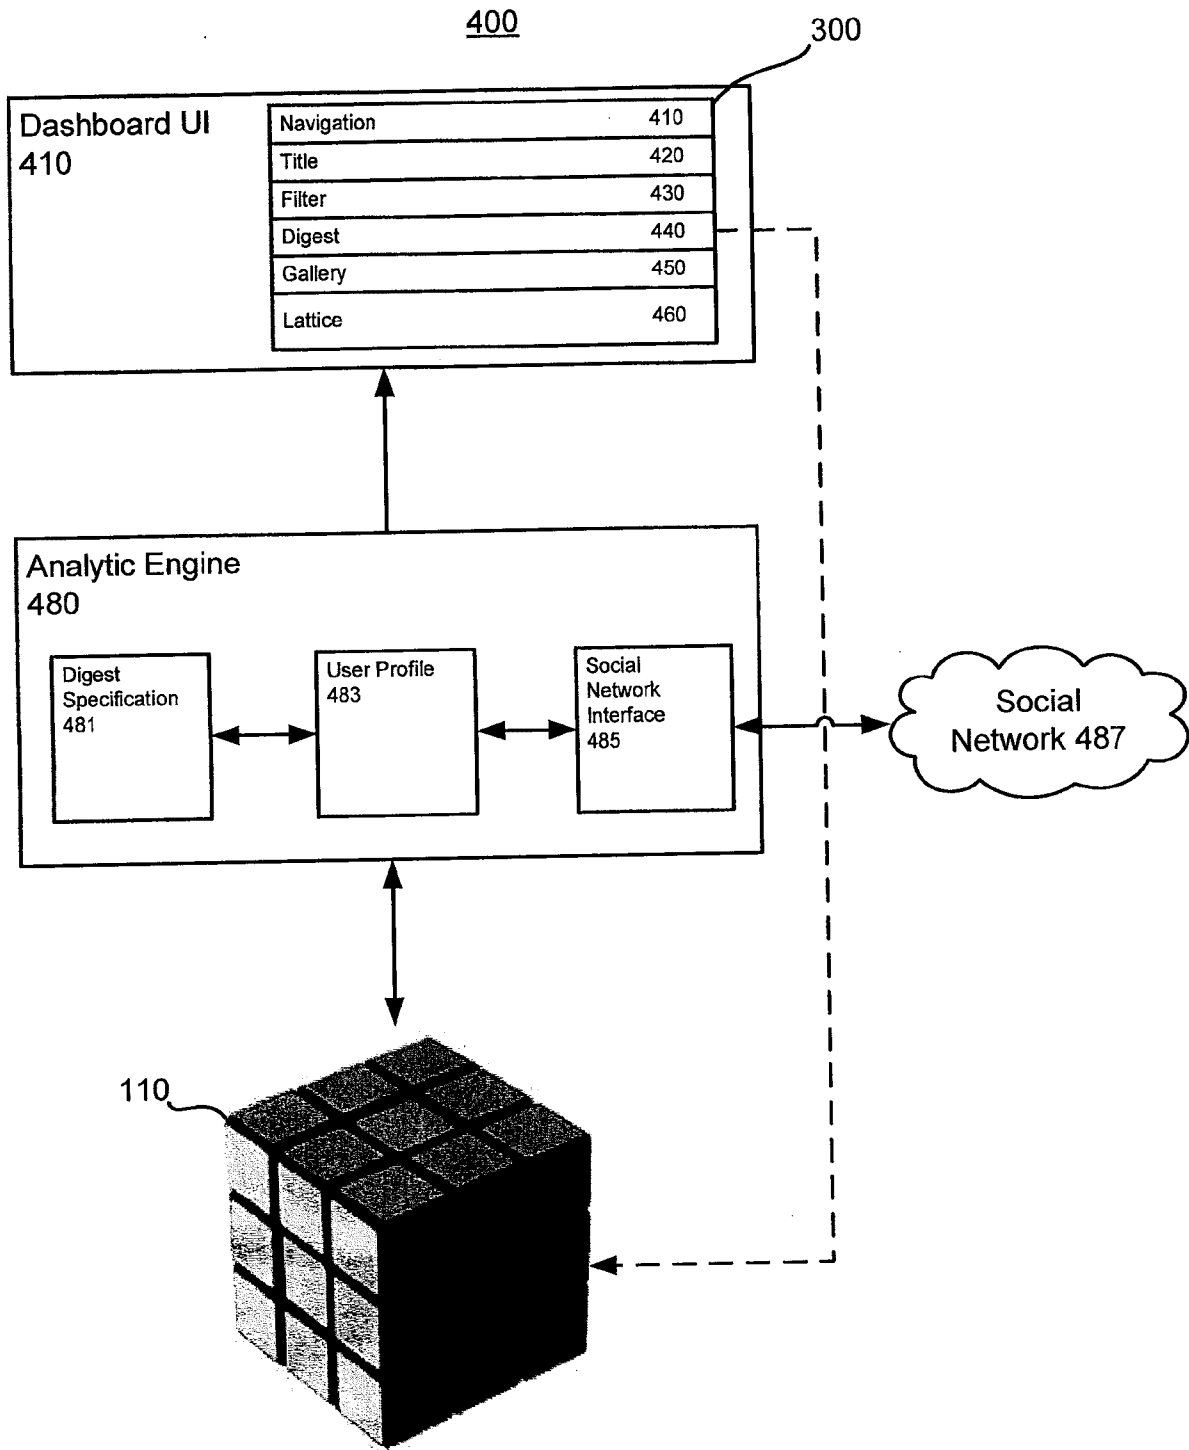 400
300
Dashboard UI
410
Navigation 410
Title 420
Filter 430
Digest 440
Gallery 450
Lattice 460
Analytic Engine
480
Digest
Specification
481
User Profile
483
Social
Network
Interface
485
Social
Network 487
110